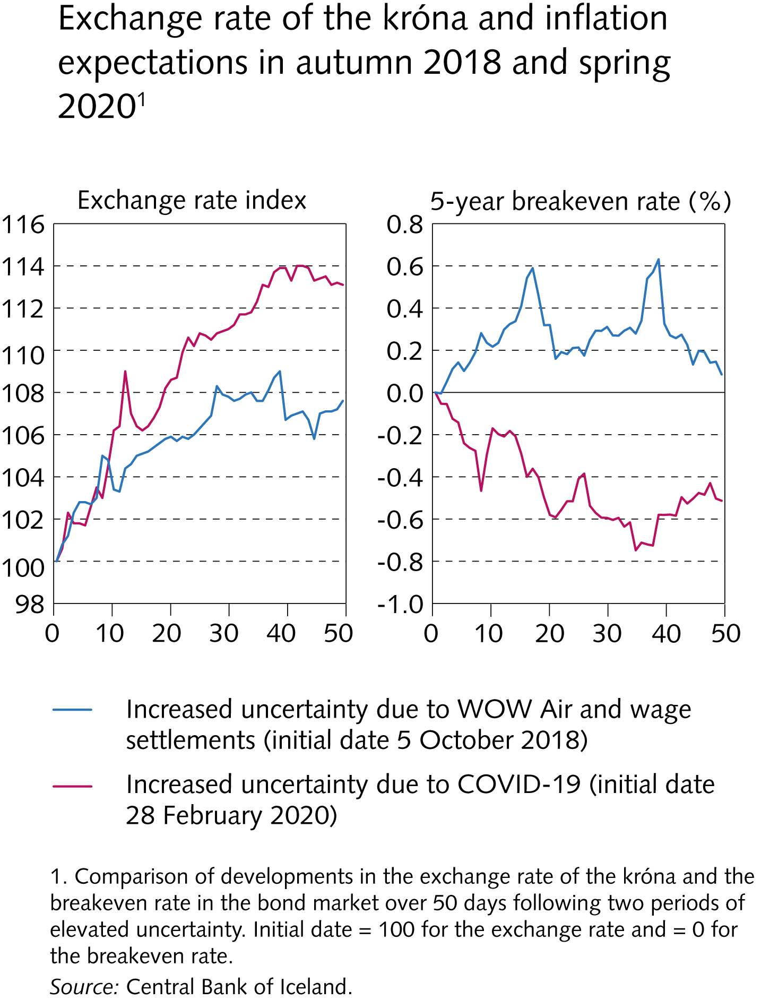 Exchange rate of the króna and inflation
expectations in autumn 2018 and spring
2020¹
Exchange rate index
116
114
112
110
108
106
104
102
100
98
0 10 20 30 40 50
5-year breakeven rate (%)
0.8
0.6
0.4
0.2
0.0
-0.2
-0.4
-0.6
-0.8
-1.0
0 10 20 30 40 50
Increased uncertainty due to WOW Air and wage
settlements (initial date 5 October 2018)
Increased uncertainty due to COVID-19 (initial date
28 February 2020)
1. Comparison of developments in the exchange rate of the króna and the
breakeven rate in the bond market over 50 days following two periods of
elevated uncertainty. Initial date = 100 for the exchange rate and = 0 for
the breakeven rate.
Source: Central Bank of Iceland.